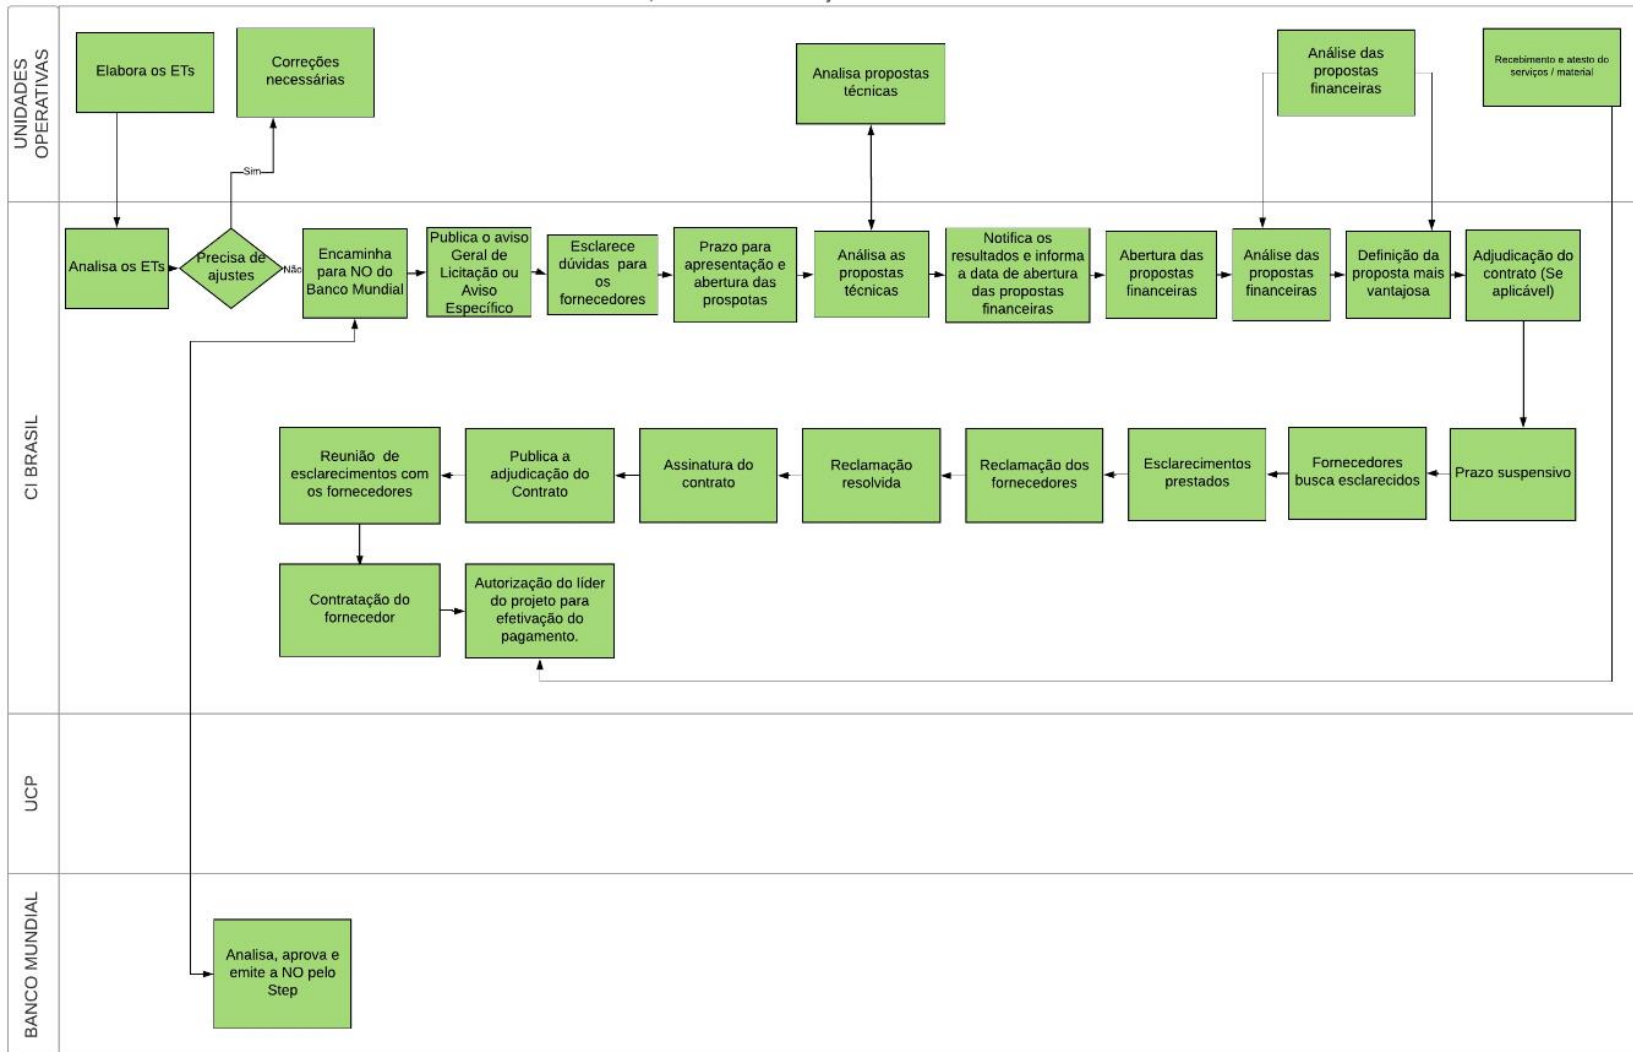 UNIDADES
OPERATIVAS
Elabora os ETs
Correções
necessárias
Analisa propostas
técnicas
Análise das
propostas
financeiras
Recebimento e atesto do
serviços / material
Sim
CI BRASIL
Analisa os ETs
Precisa de
ajustes
Não
Encaminha
para NO do
Banco Mundial
Publica o aviso
Geral de
Licitação ou
Aviso
Específico
Esclarece
dúvidas para
os
fornecedores
Prazo para
apresentação e
abertura das
prospotas
Análisa as
propostas
técnicas
Notifica os
resultados e informa
a data de abertura
das propostas
financeiras
Abertura das
propostas
financeiras
Análise das
propostas
financeiras
Definição da
proposta mais
vantajosa
Adjudicação do
contrato (Se
aplicável)
Reunião de
esclarecimentos com
os fornecedores
Publica a
adjudicação do
Contrato
Assinatura do
contrato
Reclamação
resolvida
Reclamação dos
fornecedores
Esclarecimentos
prestados
Fornecedores
busca esclarecidos
Prazo suspensivo
Contratação do
fornecedor
Autorização do líder
do projeto para
efetivação do
pagamento.
UCP
BANCO MUNDIAL
Analisa, aprova e
emite a NO pelo
Step